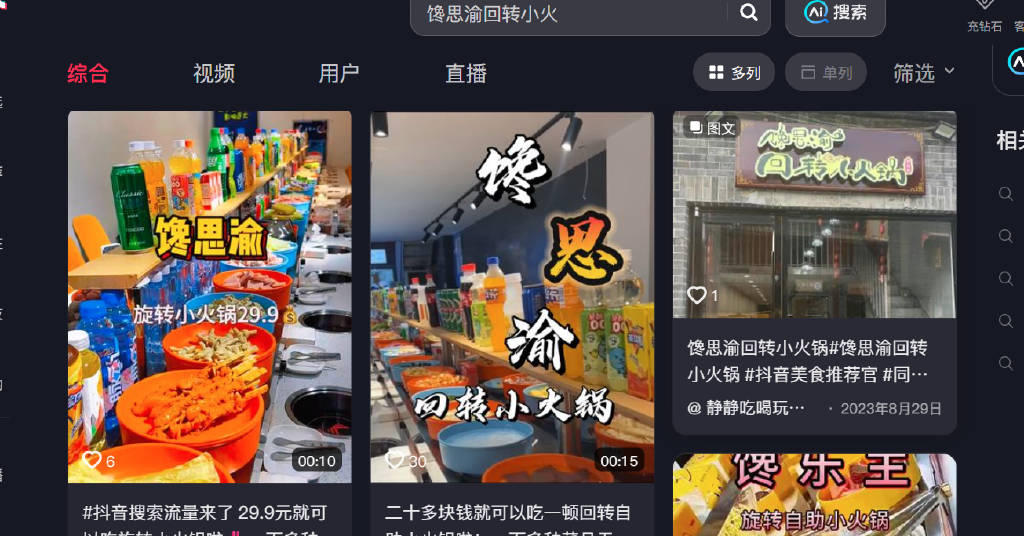 馋思渝回转小火
搜索
充钻石
综合
视频
用户
直播
多列
单列
筛选
馋思渝
旋转小火锅29.9
6
00:10
#抖音搜索流量来了 29.9元就可
馋
思
渝
回转小火锅
30
00:15
二十多块钱就可以吃一顿回转自
图文
馋思渝
回转小火锅
1
馋思渝回转小火锅#馋思渝回转
小火锅 #抖音美食推荐官 #同…
@ 静静吃喝玩… · 2023年8月29日
馋乐里
旋转自助小火锅